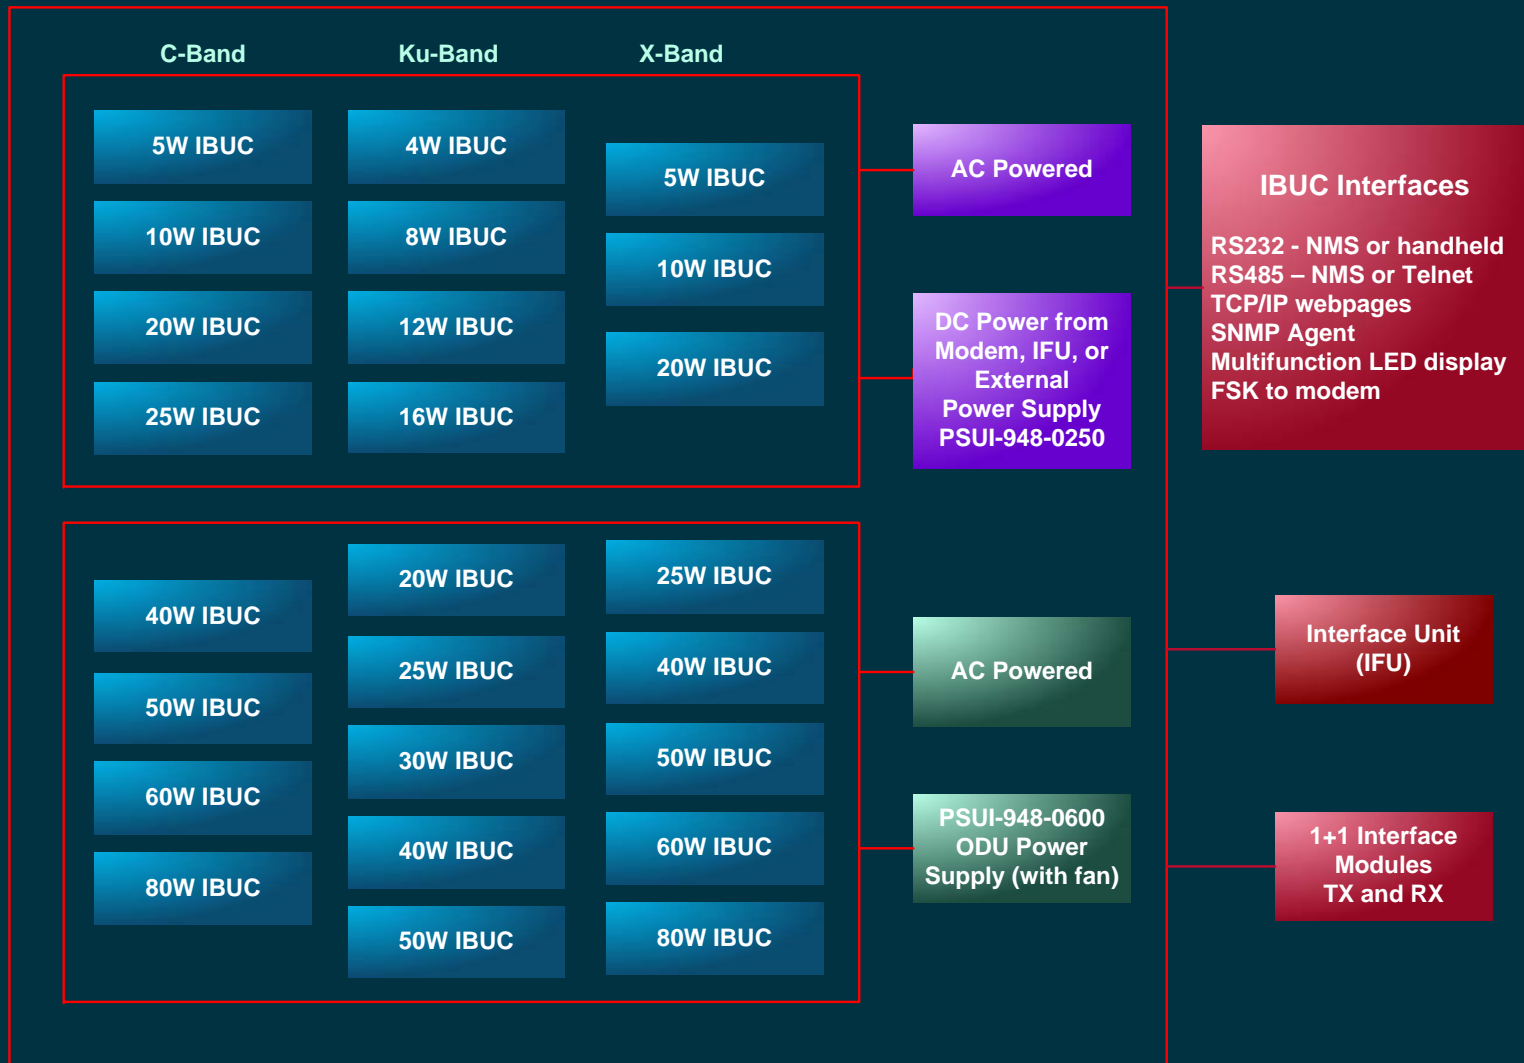 C-Band
Ku-Band
X-Band
5W IBUC
10W IBUC
20W IBUC
25W IBUC
4W IBUC
8W IBUC
12W IBUC
16W IBUC
5W IBUC
10W IBUC
20W IBUC
AC Powered
DC Power from
Modem, IFU, or
External
Power Supply
PSUI-948-0250
40W IBUC
50W IBUC
60W IBUC
80W IBUC
20W IBUC
25W IBUC
30W IBUC
40W IBUC
50W IBUC
25W IBUC
40W IBUC
50W IBUC
60W IBUC
80W IBUC
AC Powered
PSUI-948-0600
ODU Power
Supply (with fan)
IBUC Interfaces
RS232 - NMS or handheld
RS485 – NMS or Telnet
TCP/IP webpages
SNMP Agent
Multifunction LED display
FSK to modem
Interface Unit
(IFU)
1+1 Interface
Modules
TX and RX